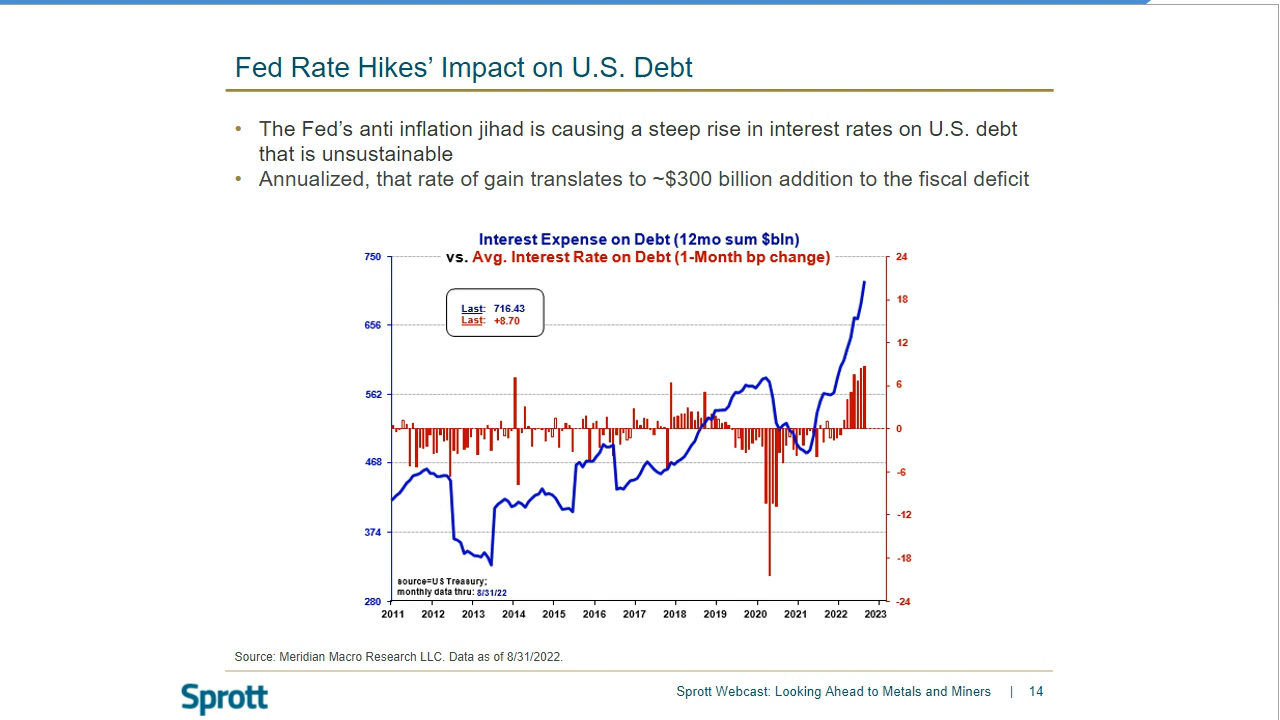 Fed Rate Hikes’ Impact on U.S. Debt
• The Fed’s anti inflation jihad is causing a steep rise in interest rates on U.S. debt
that is unsustainable
• Annualized, that rate of gain translates to ~$300 billion addition to the fiscal deficit
Interest Expense on Debt (12mo sum $bln)
vs. Avg. Interest Rate on Debt (1-Month bp change)
750
656
562
468
374
280
Last: 716.43
Last: +8.70
24
18
12
6
0
-6
-12
-18
-24
source=US Treasury;
monthly data thru: 8/31/22
2011 2012 2013 2014 2015 2016 2017 2018 2019 2020 2021 2022 2023
Source: Meridian Macro Research LLC. Data as of 8/31/2022.
Sprott
Sprott Webcast: Looking Ahead to Metals and Miners | 14